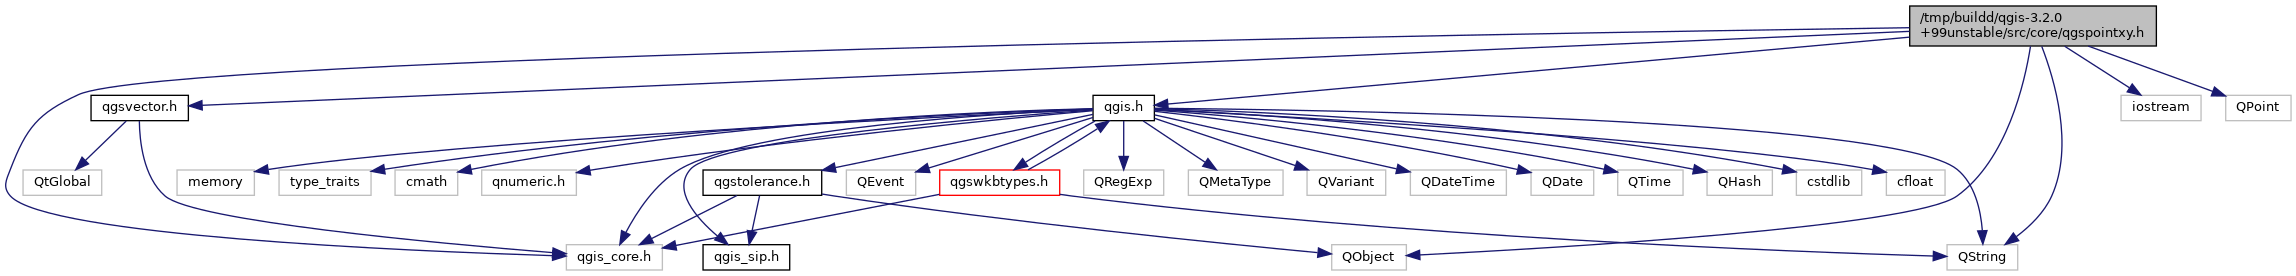 /tmp/buildd/qgis-3.2.0
+99unstable/src/core/qgspointxy.h
qgsvector.h
qgis.h
iostream
QPoint
QtGlobal
memory
type_traits
cmath
qnumeric.h
qgstolerance.h
QEvent
qgswkbtypes.h
QRegExp
QMetaType
QVariant
QDateTime
QDate
QTime
QHash
cstdlib
cfloat
qgis_core.h
qgis_sip.h
QObject
QString